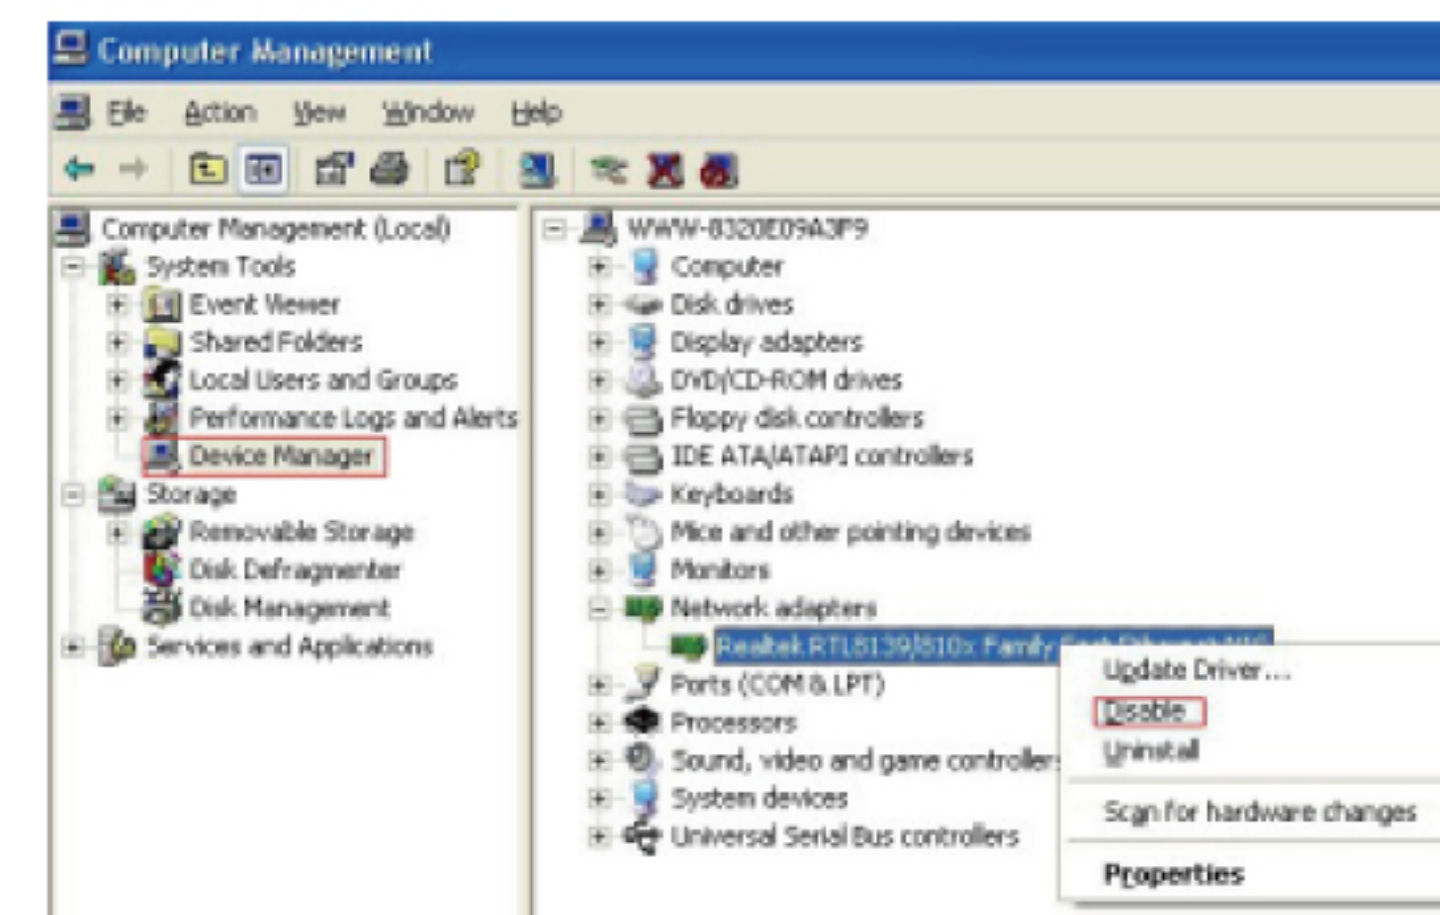 Computer Management
File Action View Window Help
Computer Management (Local)
System Tools
Event Viewer
Shared Folders
Local Users and Groups
Performance Logs and Alerts
Device Manager
Storage
Removable Storage
Disk Defragmenter
Disk Management
Services and Applications
WWW-8320E09A3F9
Computer
Disk drives
Display adapters
DVD/CD-ROM drives
Floppy disk controllers
IDE ATA/ATAPI controllers
Keyboards
Mice and other pointing devices
Monitors
Network adapters
Realtek RTL8139/810x Family
Ports (COM & LPT)
Processors
Sound, video and game controllers
System devices
Universal Serial Bus controllers
Update Driver...
Disable
Uninstall
Scan for hardware changes
Properties